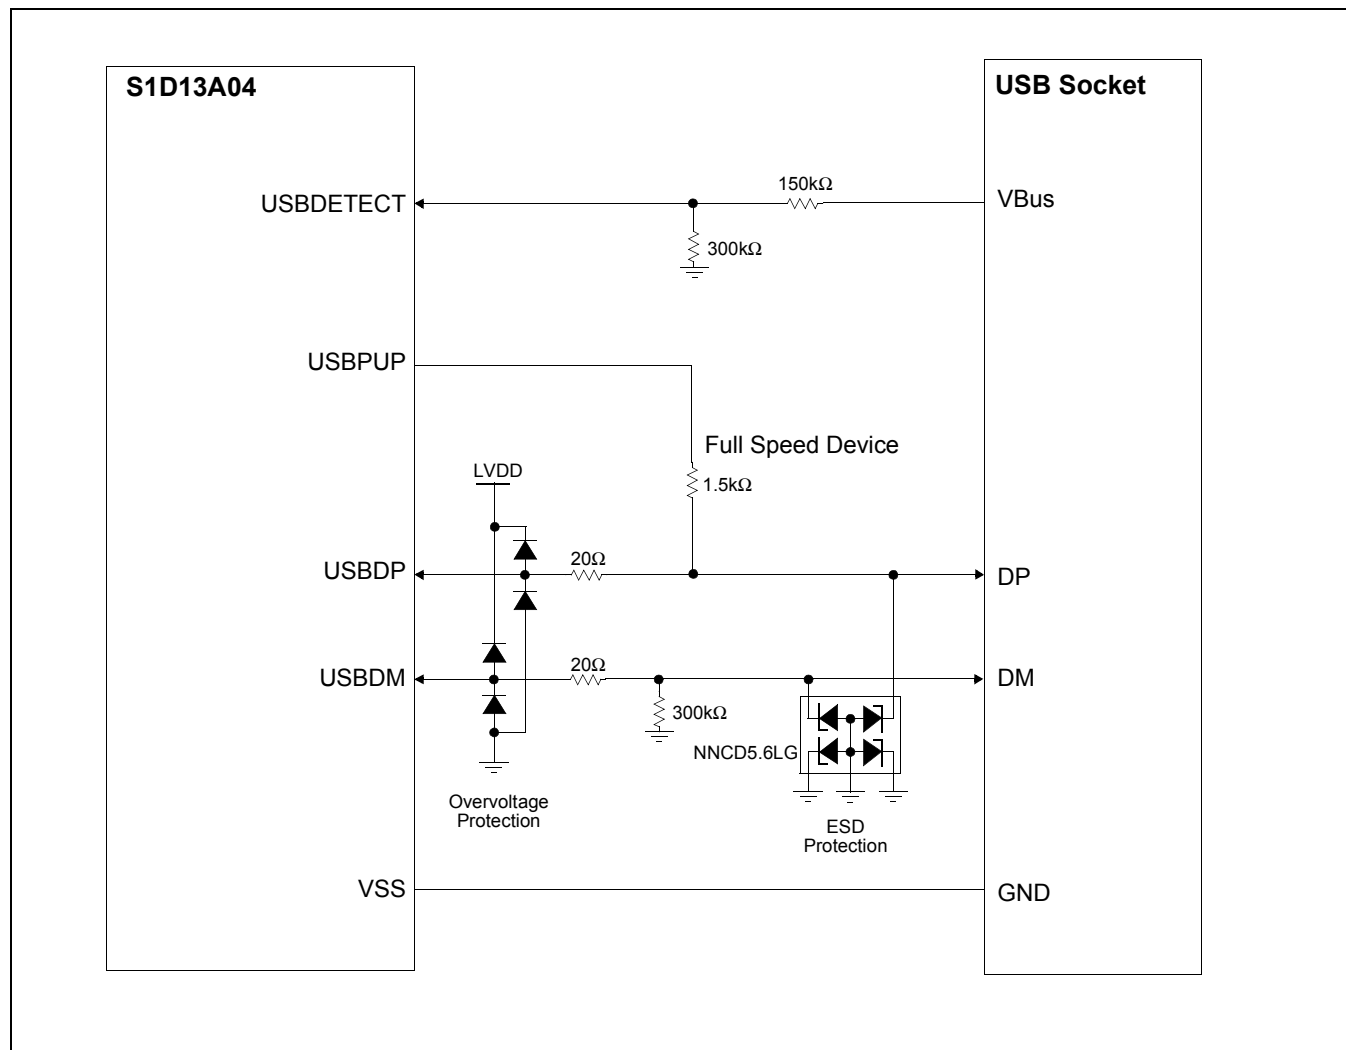 S1D13A04
USB Socket
150kΩ
USBDETECT
VBus
300kΩ
USBPUP
Full Speed Device
LVDD
1.5kΩ
20Ω
USBDP
DP
20Ω
USBDM
DM
300kΩ
NNCD5.6LG
Overvoltage
Protection
ESD
Protection
VSS
GND